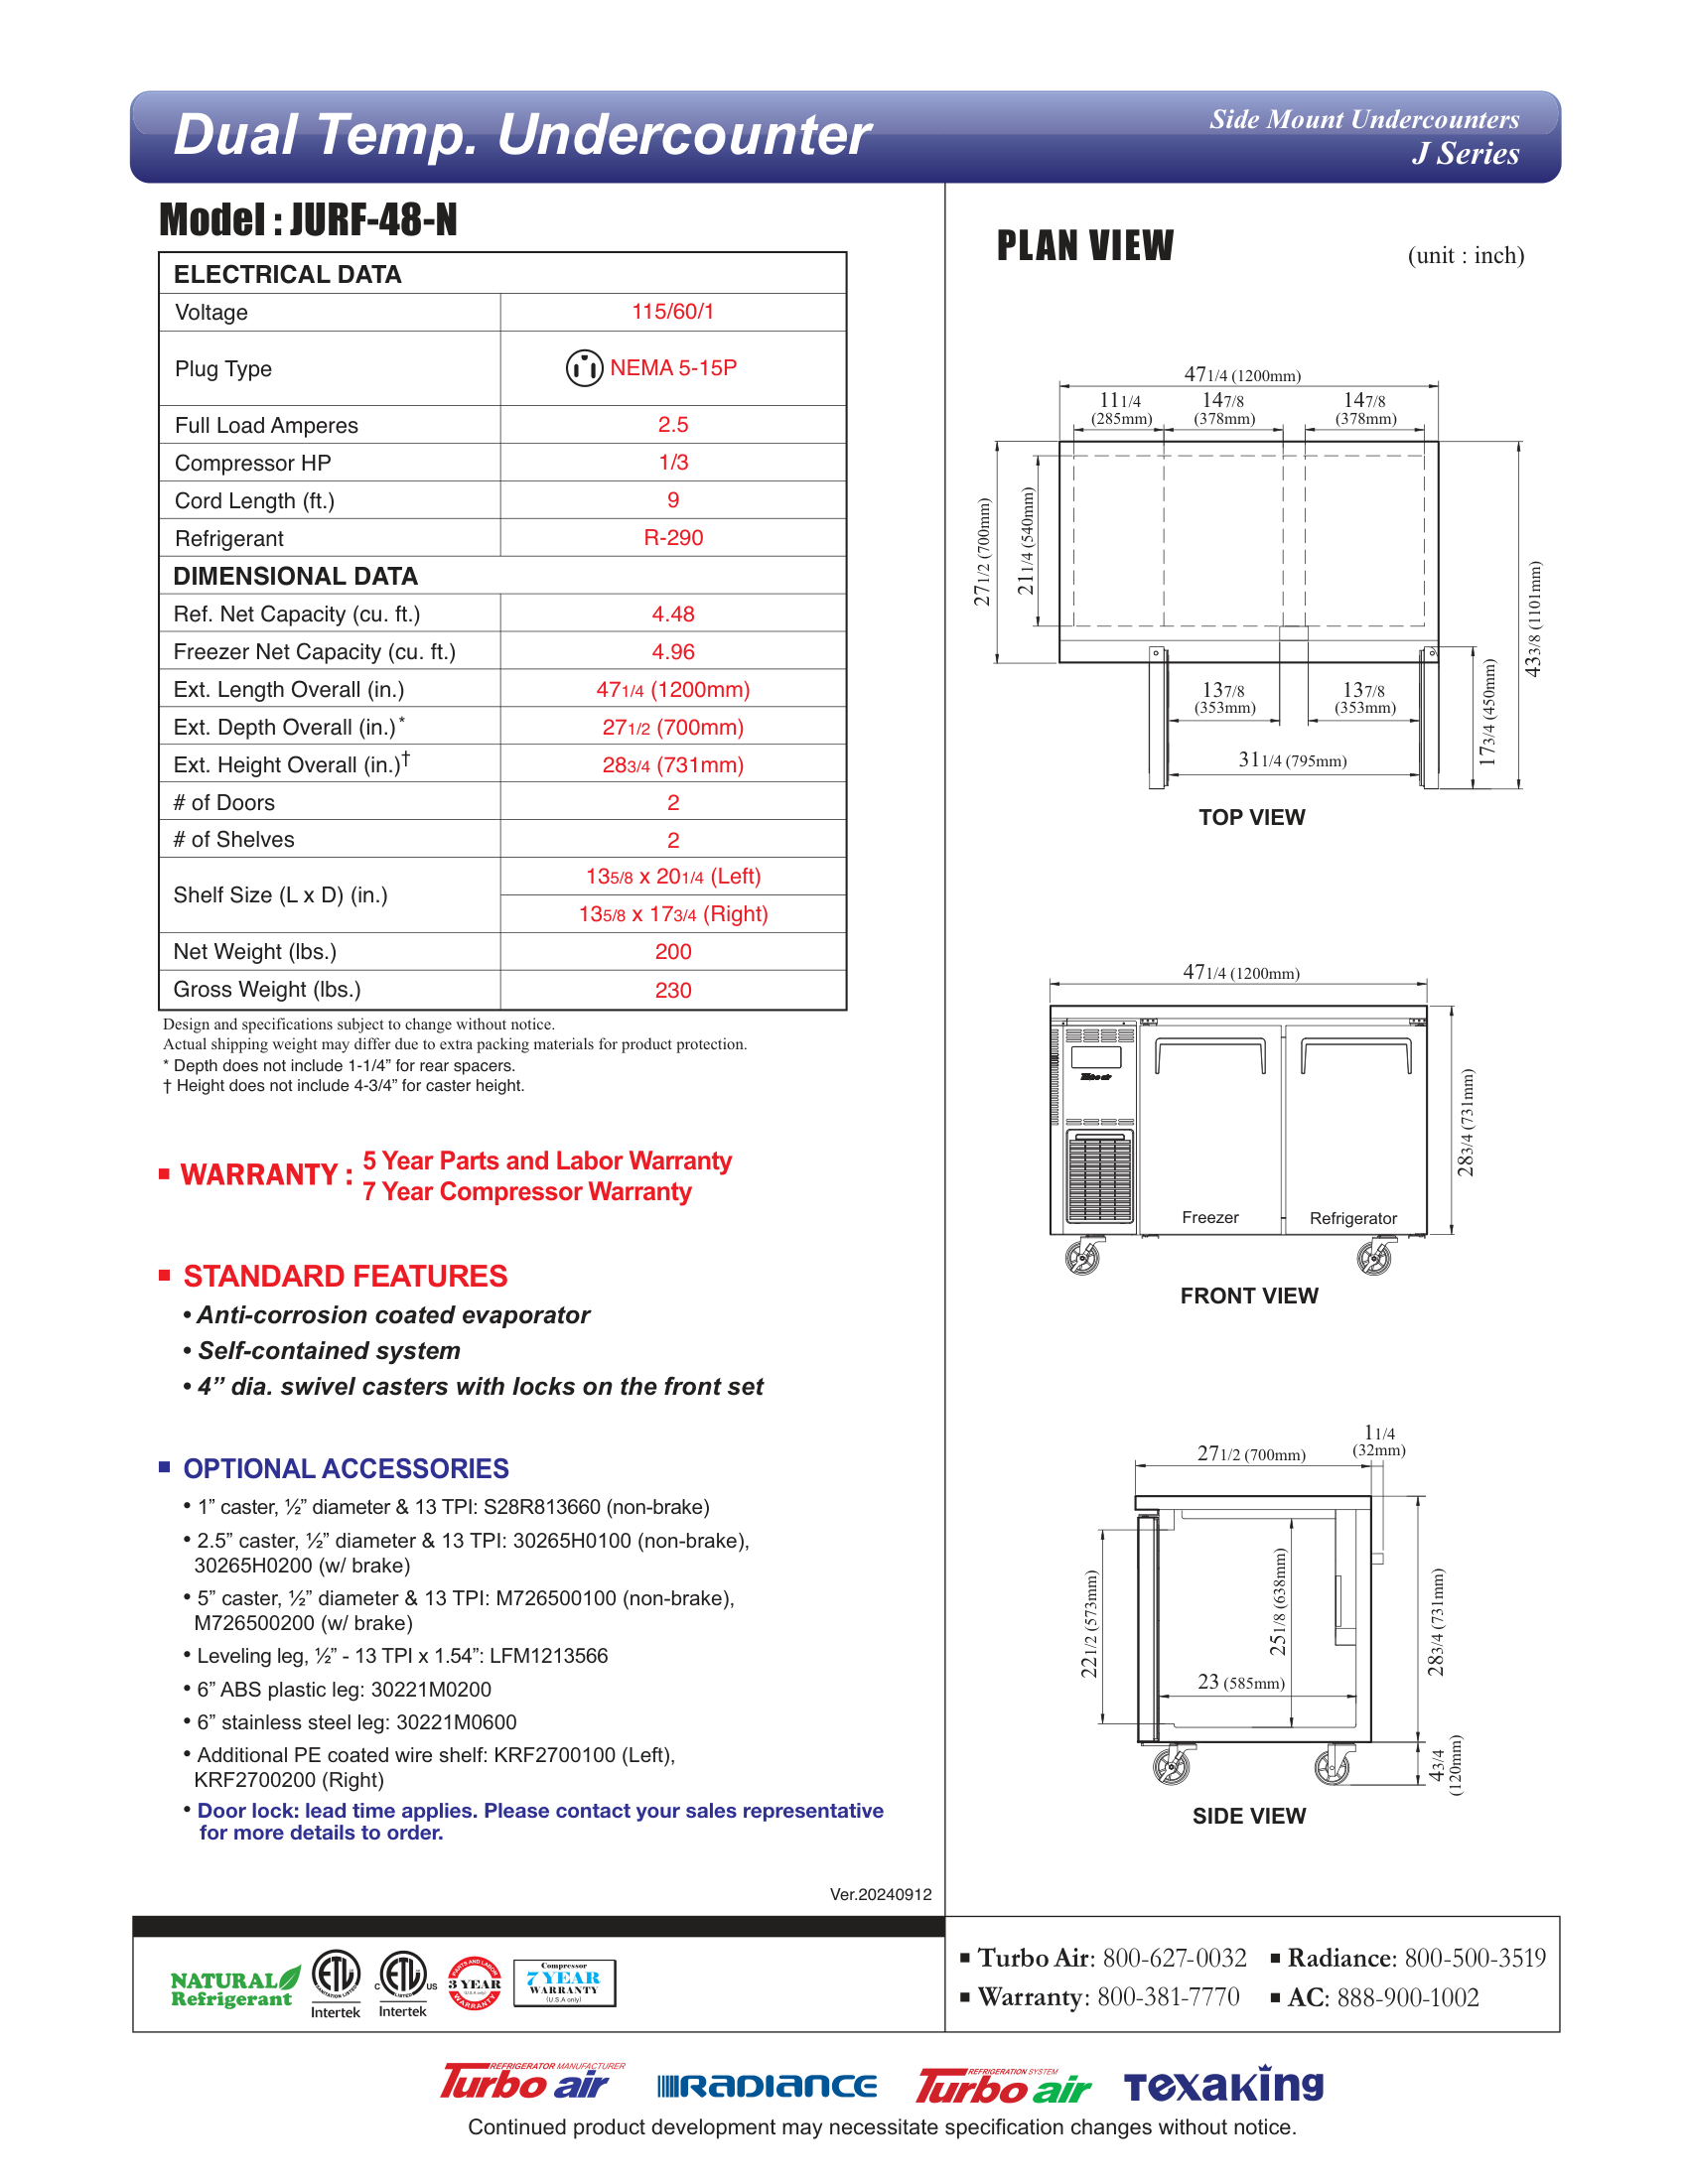 Dual Temp. Undercounter
Side Mount Undercounters
J Series
Model : JURF-48-N
ELECTRICAL DATA
Voltage 115/60/1
Plug Type NEMA 5-15P
Full Load Amperes 2.5
Compressor HP 1/3
Cord Length (ft.) 9
Refrigerant R-290
DIMENSIONAL DATA
Ref. Net Capacity (cu. ft.) 4.48
Freezer Net Capacity (cu. ft.) 4.96
Ext. Length Overall (in.) 47 1/4 (1200mm)
Ext. Depth Overall (in.)* 27 1/2 (700mm)
Ext. Height Overall (in.)† 28 3/4 (731mm)
# of Doors 2
# of Shelves 2
Shelf Size (L x D) (in.) 13 5/8 x 20 1/4 (Left)
13 5/8 x 17 3/4 (Right)
Net Weight (lbs.) 200
Gross Weight (lbs.) 230
Design and specifications subject to change without notice.
Actual shipping weight may differ due to extra packing materials for product protection.
* Depth does not include 1-1/4” for rear spacers.
† Height does not include 4-3/4” for caster height.
WARRANTY : 5 Year Parts and Labor Warranty
7 Year Compressor Warranty
STANDARD FEATURES
• Anti-corrosion coated evaporator
• Self-contained system
• 4” dia. swivel casters with locks on the front set
OPTIONAL ACCESSORIES
• 1” caster, ½” diameter & 13 TPI: S28R813660 (non-brake)
• 2.5” caster, ½” diameter & 13 TPI: 30265H0100 (non-brake),
30265H0200 (w/ brake)
• 5” caster, ½” diameter & 13 TPI: M726500100 (non-brake),
M726500200 (w/ brake)
• Leveling leg, ½” - 13 TPI x 1.54”: LFM1213566
• 6” ABS plastic leg: 30221M0200
• 6” stainless steel leg: 30221M0600
• Additional PE coated wire shelf: KRF2700100 (Left),
KRF2700200 (Right)
• Door lock: lead time applies. Please contact your sales representative
for more details to order.
Ver.20240912
PLAN VIEW
(unit : inch)
47 1/4 (1200mm)
11 1/4 14 7/8 14 7/8
(285mm) (378mm) (378mm)
27 1/2 (700mm)
21 1/4 (540mm)
43 3/8 (1101mm)
17 3/4 (450mm)
13 7/8 13 7/8
(353mm) (353mm)
31 1/4 (795mm)
TOP VIEW
47 1/4 (1200mm)
Turbo air
28 3/4 (731mm)
Freezer Refrigerator
FRONT VIEW
1 1/4
(32mm)
27 1/2 (700mm)
22 1/2 (573mm)
25 1/8 (638mm)
23 (585mm)
28 3/4 (731mm)
4 3/4
(120mm)
SIDE VIEW
NATURAL
Refrigerant
ETL
SANITATION LISTED
Intertek
C ETL US
LISTED
Intertek
PARTS AND LABOR
3 YEAR
(U.S.A only)
WARRANTY
Compressor
7 YEAR
WARRANTY
(U.S.A only)
Turbo Air: 800-627-0032
Radiance: 800-500-3519
Warranty: 800-381-7770
AC: 888-900-1002
REFRIGERATOR MANUFACTURER
Turbo air
RADIANCE
REFRIGERATION SYSTEM
Turbo air
Texaking
Continued product development may necessitate specification changes without notice.